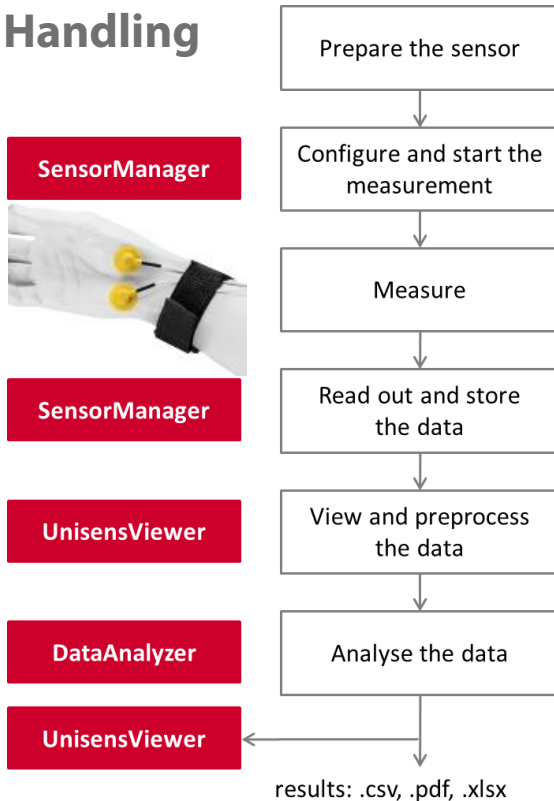 Handling
Prepare the sensor
SensorManager
Configure and start the
measurement
Measure
SensorManager
Read out and store
the data
UnisensViewer
View and preprocess
the data
DataAnalyzer
Analyse the data
UnisensViewer
results: .csv, .pdf, .xlsx